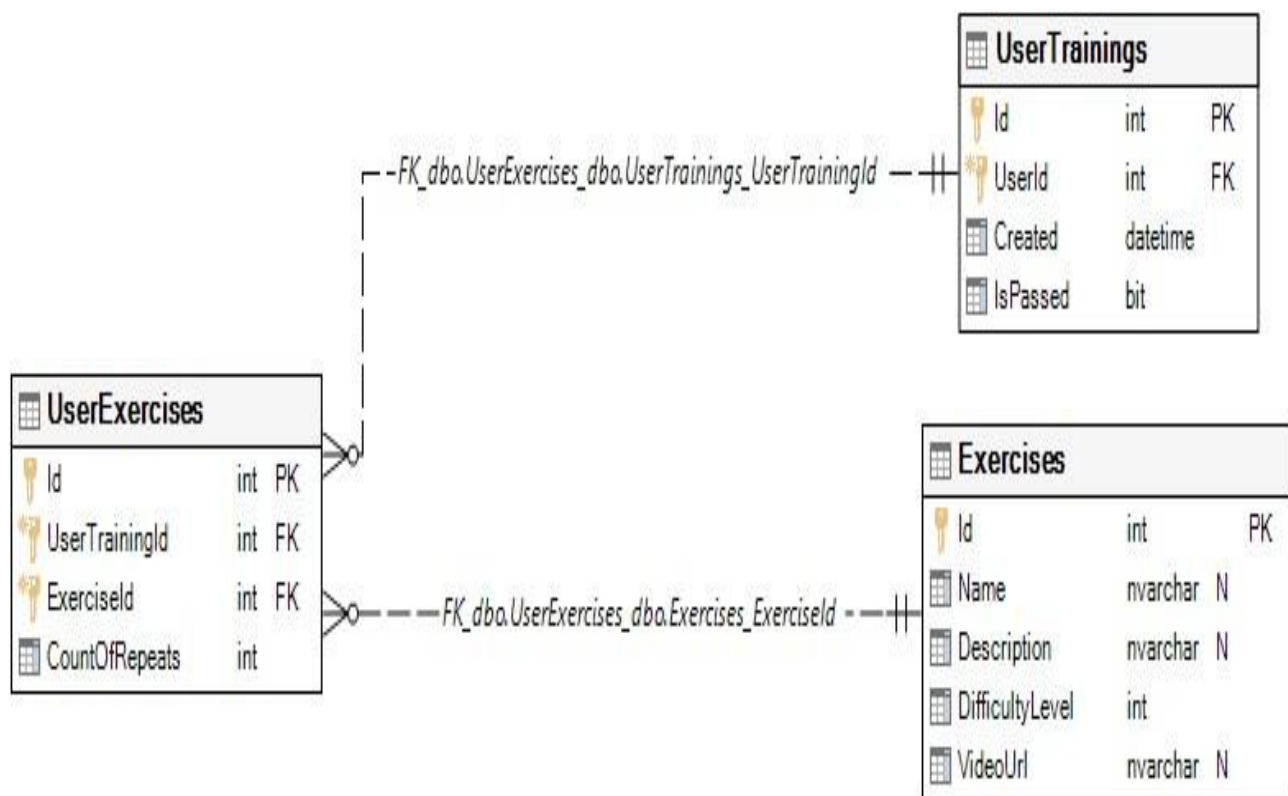 UserTrainings
Id int PK
UserId int FK
Created datetime
IsPassed bit
FK_dbo.UserExercises_dbo.UserTrainings_UserTrainingId
UserExercises
Id int PK
UserTrainingId int FK
ExerciseId int FK
CountOfRepeats int
FK_dbo.UserExercises_dbo.Exercises_ExerciseId
Exercises
Id int PK
Name nvarchar N
Description nvarchar N
DifficultyLevel int
VideoUrl nvarchar N